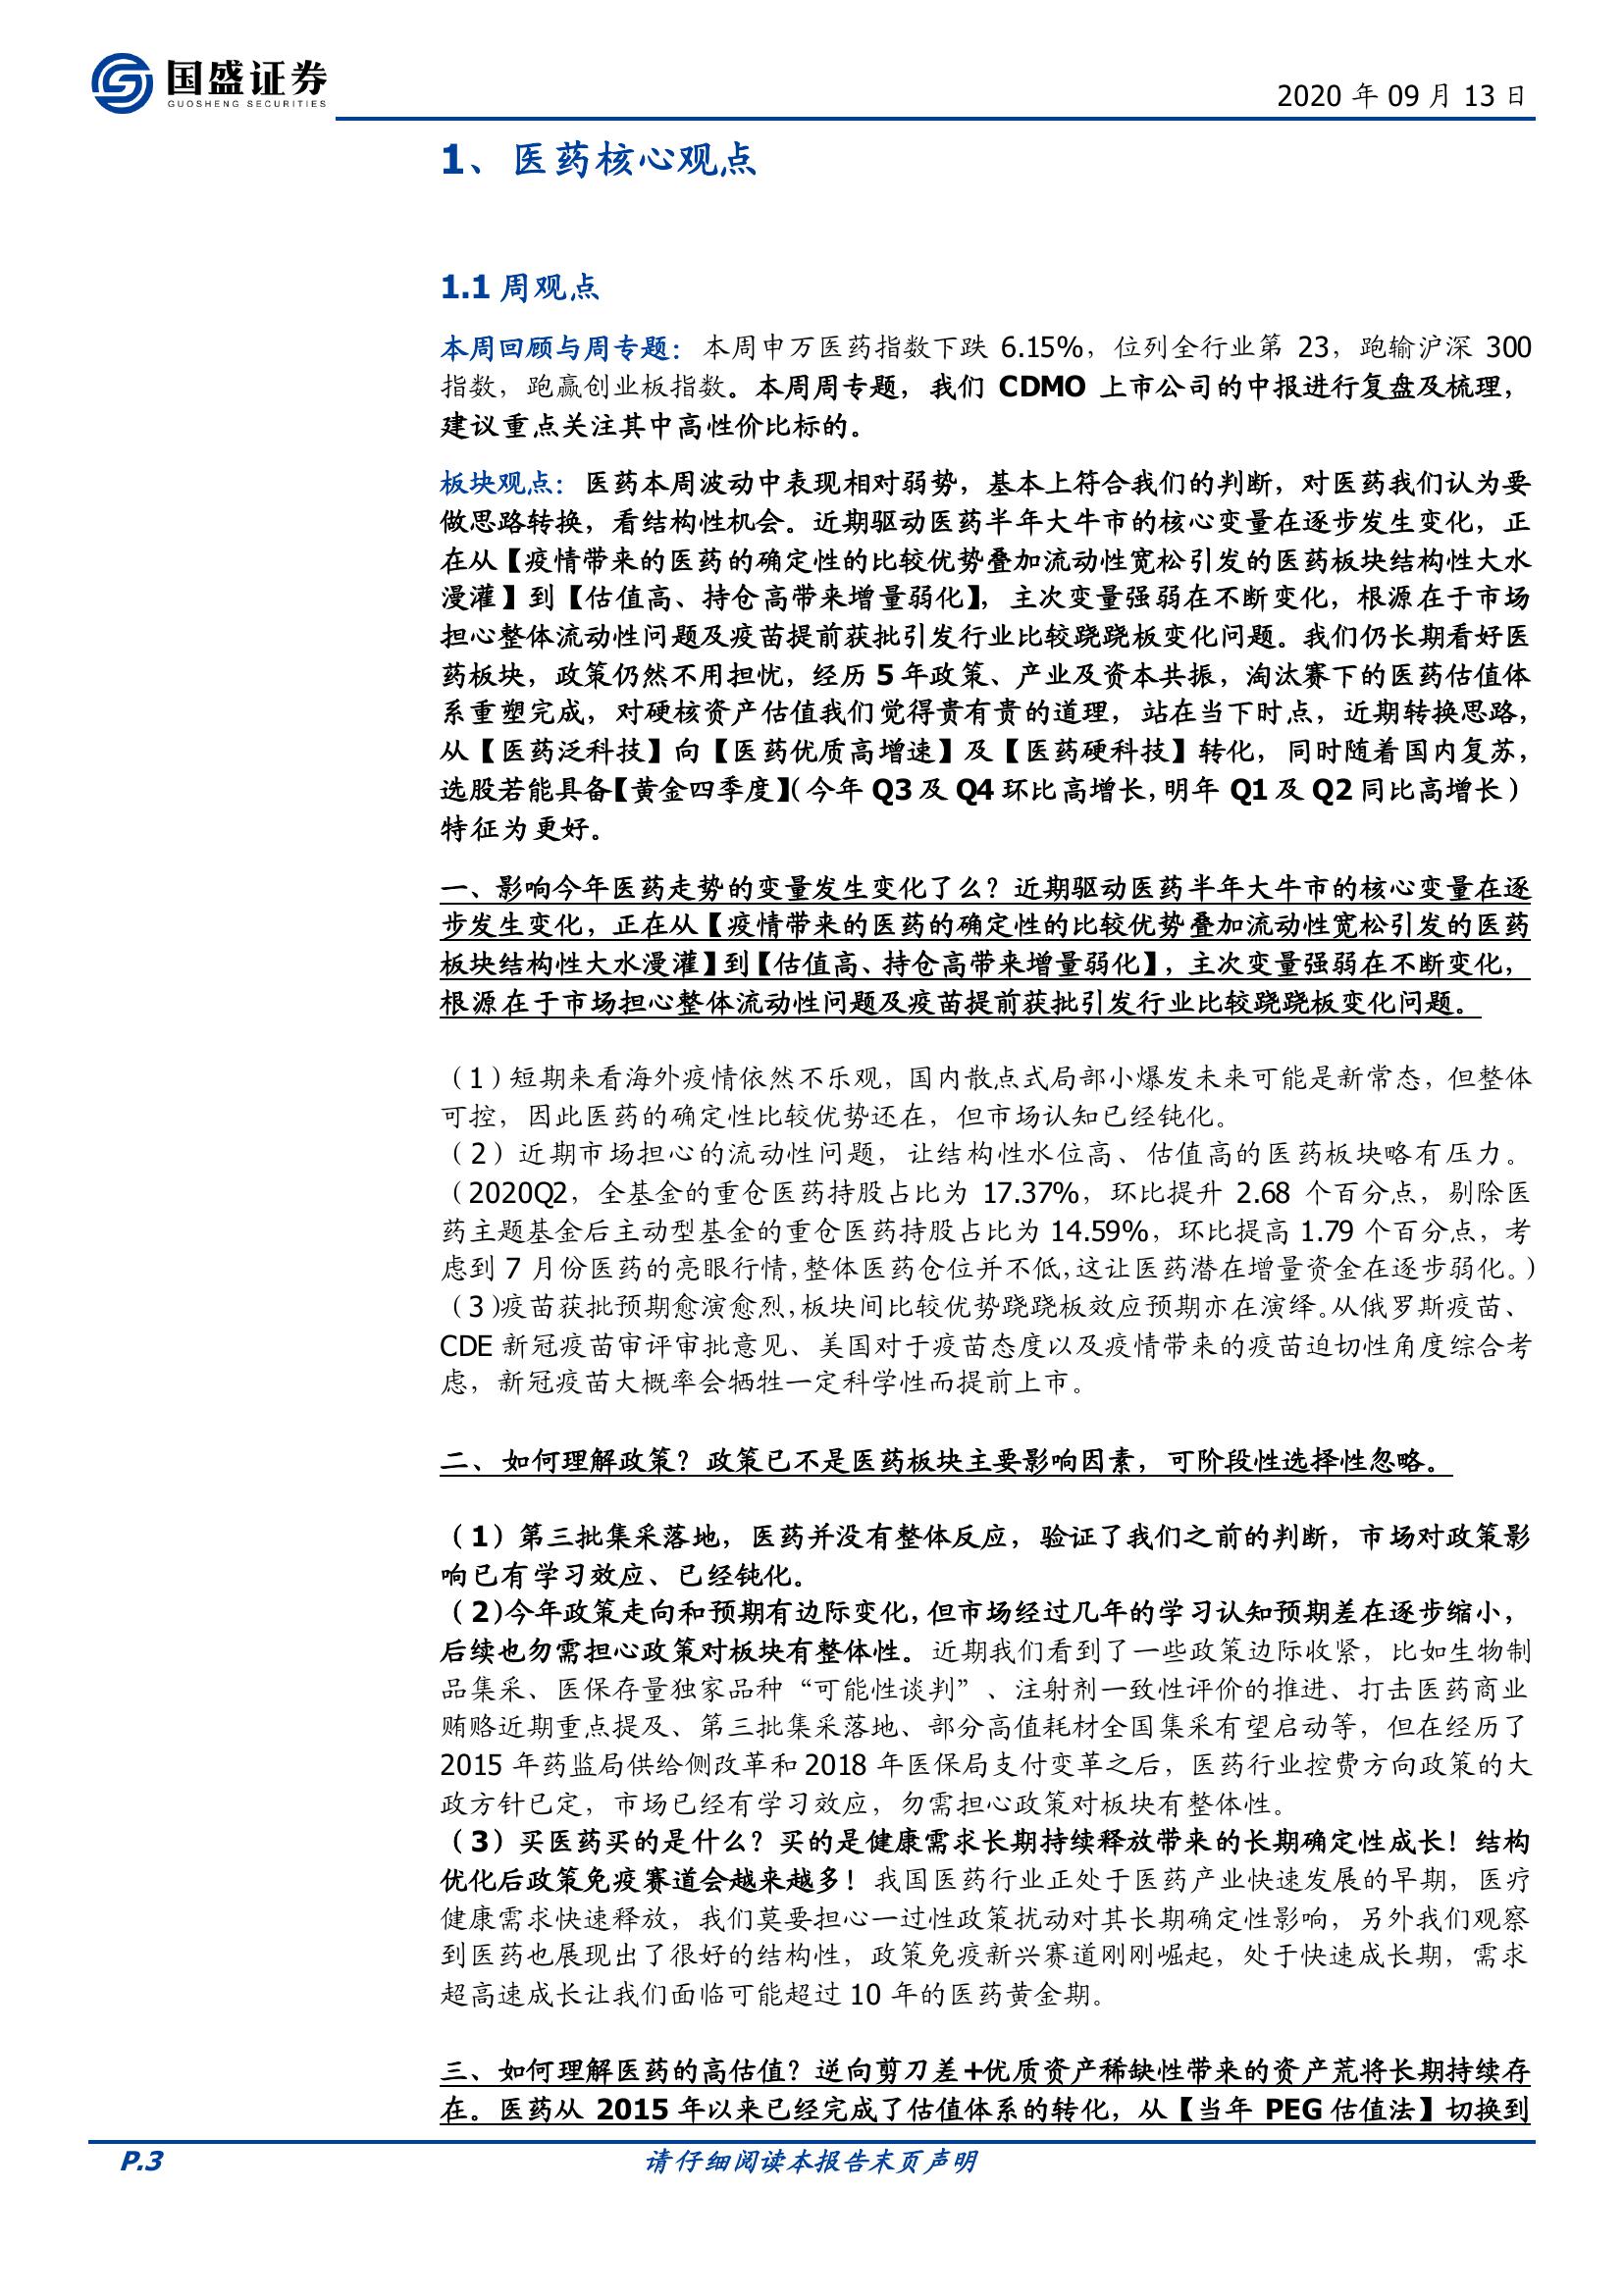 国盛证券
GUOSHENG SECURITIES
2020 年 09 月 13 日
1、医药核心观点
1.1 周观点
本周回顾与周专题：本周申万医药指数下跌 6.15%，位列全行业第 23，跑输沪深 300
指数，跑赢创业板指数。本周周专题，我们 CDMO 上市公司的中报进行复盘及梳理，
建议重点关注其中高性价比标的。
板块观点：医药本周波动中表现相对弱势，基本上符合我们的判断，对医药我们认为要
做思路转换，看结构性机会。近期驱动医药半年大牛市的核心变量在逐步发生变化，正
在从【疫情带来的医药的确定性的比较优势叠加流动性宽松引发的医药板块结构性大水
漫灌】到【估值高、持仓高带来增量弱化】，主次变量强弱在不断变化，根源在于市场
担心整体流动性问题及疫苗提前获批引发行业比较跷跷板变化问题。我们仍长期看好医
药板块，政策仍然不用担忧，经历 5 年政策、产业及资本共振，淘汰赛下的医药估值体
系重塑完成，对硬核资产估值我们觉得贵有贵的道理，站在当下时点，近期转换思路，
从【医药泛科技】向【医药优质高增速】及【医药硬科技】转化，同时随着国内复苏，
选股若能具备【黄金四季度】（今年 Q3 及 Q4 环比高增长，明年 Q1 及 Q2 同比高增长）
特征为更好。
一、影响今年医药走势的变量发生变化了么？近期驱动医药半年大牛市的核心变量在逐
步发生变化，正在从【疫情带来的医药的确定性的比较优势叠加流动性宽松引发的医药
板块结构性大水漫灌】到【估值高、持仓高带来增量弱化】，主次变量强弱在不断变化，
根源在于市场担心整体流动性问题及疫苗提前获批引发行业比较跷跷板变化问题。
（1）短期来看海外疫情依然不乐观，国内散点式局部小爆发未来可能是新常态，但整体
可控，因此医药的确定性比较优势还在，但市场认知已经钝化。
（2）近期市场担心的流动性问题，让结构性水位高、估值高的医药板块略有压力。
（2020Q2，全基金的重仓医药持股占比为 17.37%，环比提升 2.68 个百分点，剔除医
药主题基金后主动型基金的重仓医药持股占比为 14.59%，环比提高 1.79 个百分点，考
虑到 7 月份医药的亮眼行情，整体医药仓位并不低，这让医药潜在增量资金在逐步弱化。）
（3）疫苗获批预期愈演愈烈，板块间比较优势跷跷板效应预期亦在演绎。从俄罗斯疫苗、
CDE 新冠疫苗审评审批意见、美国对于疫苗态度以及疫情带来的疫苗迫切性角度综合考
虑，新冠疫苗大概率会牺牲一定科学性而提前上市。
二、如何理解政策？政策已不是医药板块主要影响因素，可阶段性选择性忽略。
（1）第三批集采落地，医药并没有整体反应，验证了我们之前的判断，市场对政策影
响已有学习效应、已经钝化。
（2）今年政策走向和预期有边际变化，但市场经过几年的学习认知预期差在逐步缩小，
后续也勿需担心政策对板块有整体性。近期我们看到了一些政策边际收紧，比如生物制
品集采、医保存量独家品种“可能性谈判”、注射剂一致性评价的推进、打击医药商业
贿赂近期重点提及、第三批集采落地、部分高值耗材全国集采有望启动等，但在经历了
2015 年药监局供给侧改革和 2018 年医保局支付变革之后，医药行业控费方向政策的大
政方针已定，市场已经有学习效应，勿需担心政策对板块有整体性。
（3）买医药买的是什么？买的是健康需求长期持续释放带来的长期确定性成长！结构
优化后政策免疫赛道会越来越多！我国医药行业正处于医药产业快速发展的早期，医疗
健康需求快速释放，我们莫要担心一过性政策扰动对其长期确定性影响，另外我们观察
到医药也展现出了很好的结构性，政策免疫新兴赛道刚刚崛起，处于快速成长期，需求
超高速成长让我们面临可能超过 10 年的医药黄金期。
三、如何理解医药的高估值？逆向剪刀差+优质资产稀缺性带来的资产荒将长期持续存
在。医药从 2015 年以来已经完成了估值体系的转化，从【当年 PEG 估值法】切换到
P.3
请仔细阅读本报告末页声明